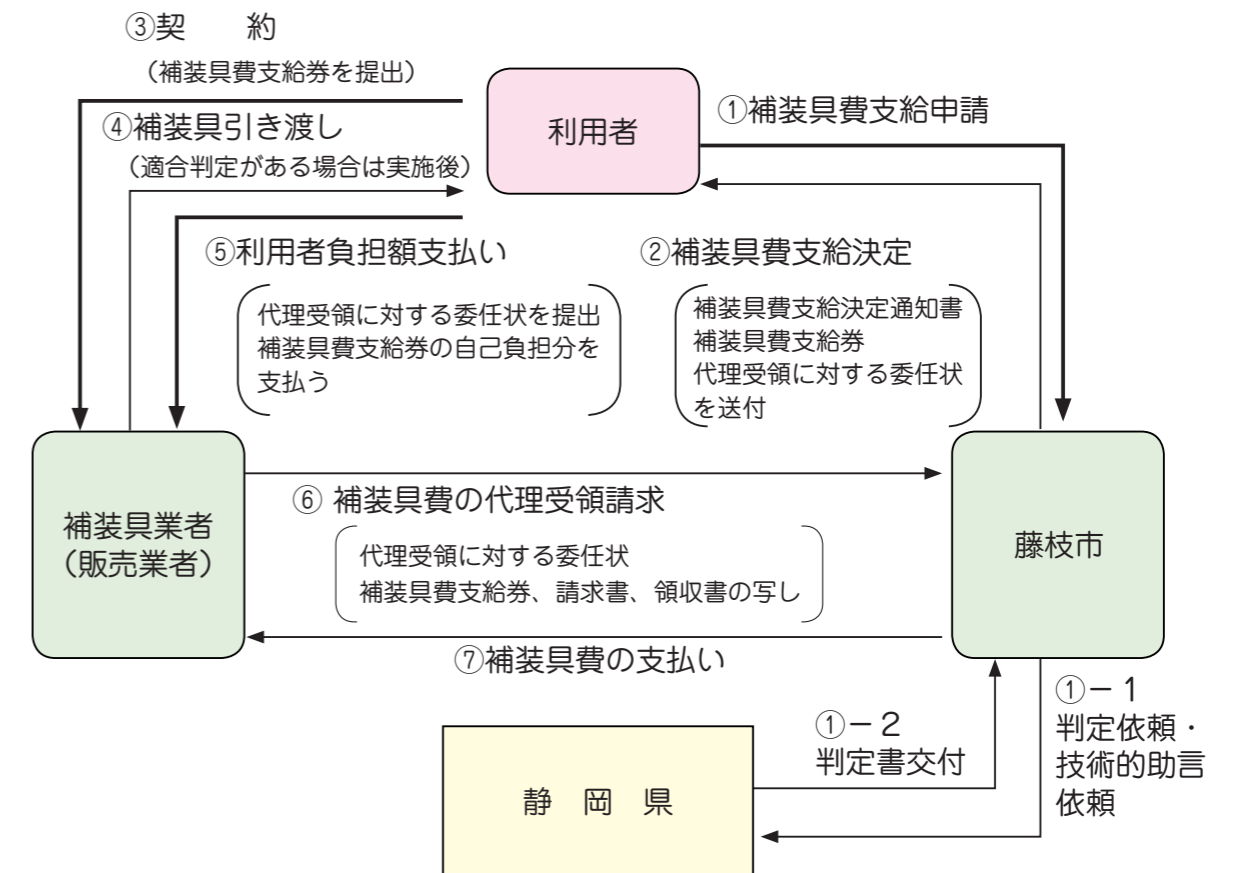 ③契　　約
（補装具費支給券を提出）
④補装具引き渡し
（適合判定がある場合は実施後）
利用者
①補装具費支給申請
⑤利用者負担額支払い
代理受領に対する委任状を提出
補装具費支給券の自己負担分を
支払う
②補装具費支給決定
補装具費支給決定通知書
補装具費支給券
代理受領に対する委任状
を送付
補装具業者
（販売業者）
⑥ 補装具費の代理受領請求
代理受領に対する委任状
補装具費支給券、請求書、領収書の写し
藤枝市
⑦補装具費の支払い
①－２
判定書交付
①－１
判定依頼・
技術的助言
依頼
静　岡　県